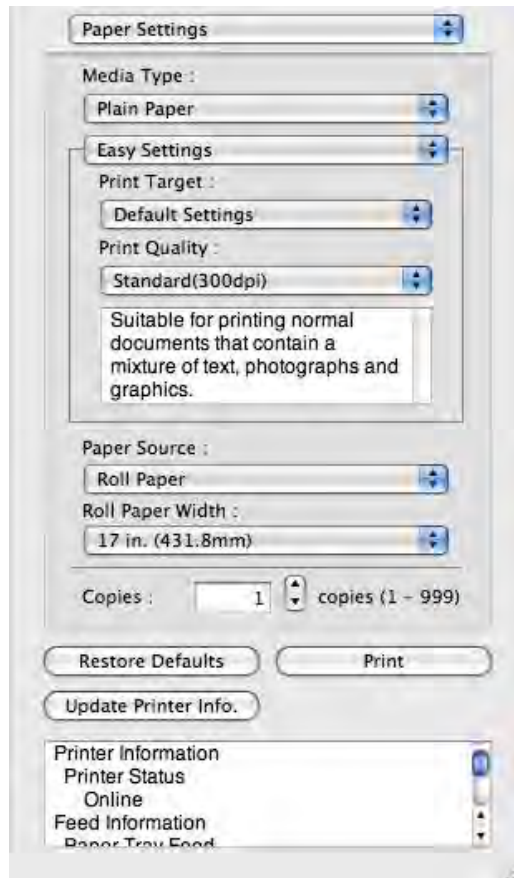 Paper Settings
Media Type :
Plain Paper
Easy Settings
Print Target :
Default Settings
Print Quality :
Standard(300dpi)
Suitable for printing normal
documents that contain a
mixture of text, photographs and
graphics.
Paper Source :
Roll Paper
Roll Paper Width :
17 in. (431.8mm)
Copies : 1 copies (1 - 999)
Restore Defaults Print
Update Printer Info.
Printer Information
Printer Status
Online
Feed Information
Paper Tray Feed